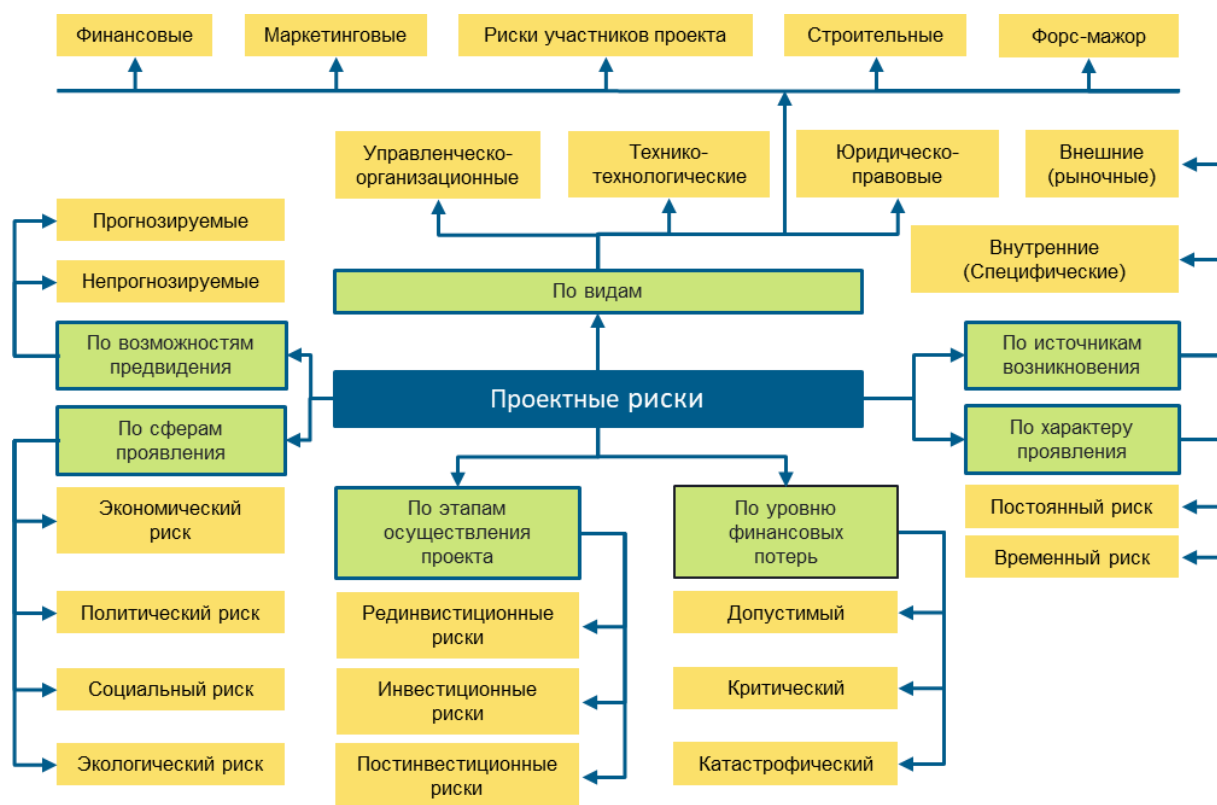 Финансовые
Маркетинговые
Риски участников проекта
Строительные
Форс-мажор
Управленческо-
организационные
Технико-
технологические
Юридическо-
правовые
Внешние
(рыночные)
Прогнозируемые
Непрогнозируемые
Внутренние
(Специфические)
По видам
По возможностям
предвидения
По источникам
возникновения
Проектные риски
По сферам
проявления
По характеру
проявления
Экономический
риск
Политический риск
Социальный риск
Экологический риск
По этапам
осуществления
проекта
Рединвистиционные
риски
Инвестиционные
риски
Постинвестиционные
риски
По уровню
финансовых
потерь
Допустимый
Критический
Катастрофический
Постоянный риск
Временный риск